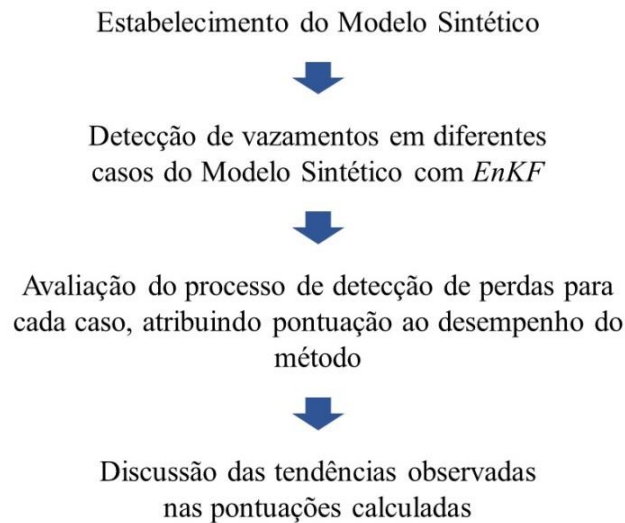 Estabelecimento do Modelo Sintético
Detecção de vazamentos em diferentes
casos do Modelo Sintético com EnKF
Avaliação do processo de detecção de perdas para
cada caso, atribuindo pontuação ao desempenho do
método
Discussão das tendências observadas
nas pontuações calculadas